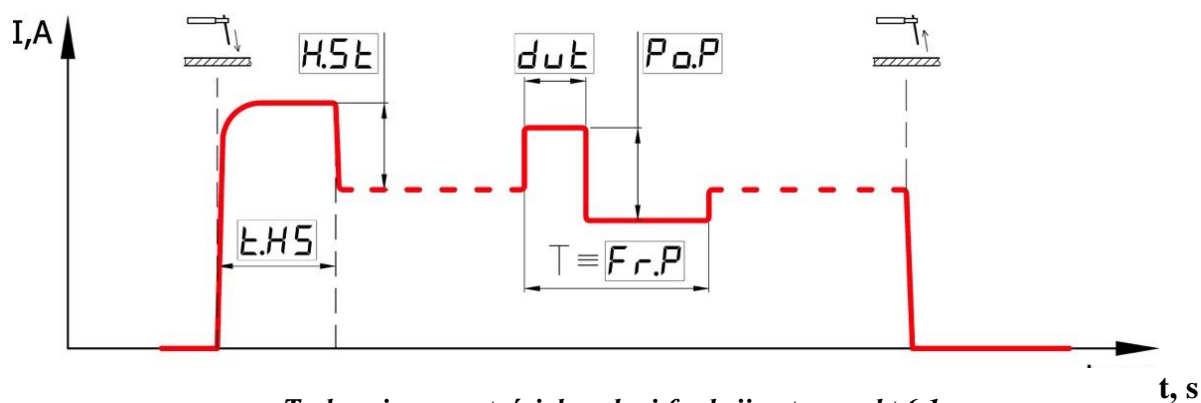 I,A
H.St
dut
Po.P
t.HS
T ≡ Fr.P
t, s